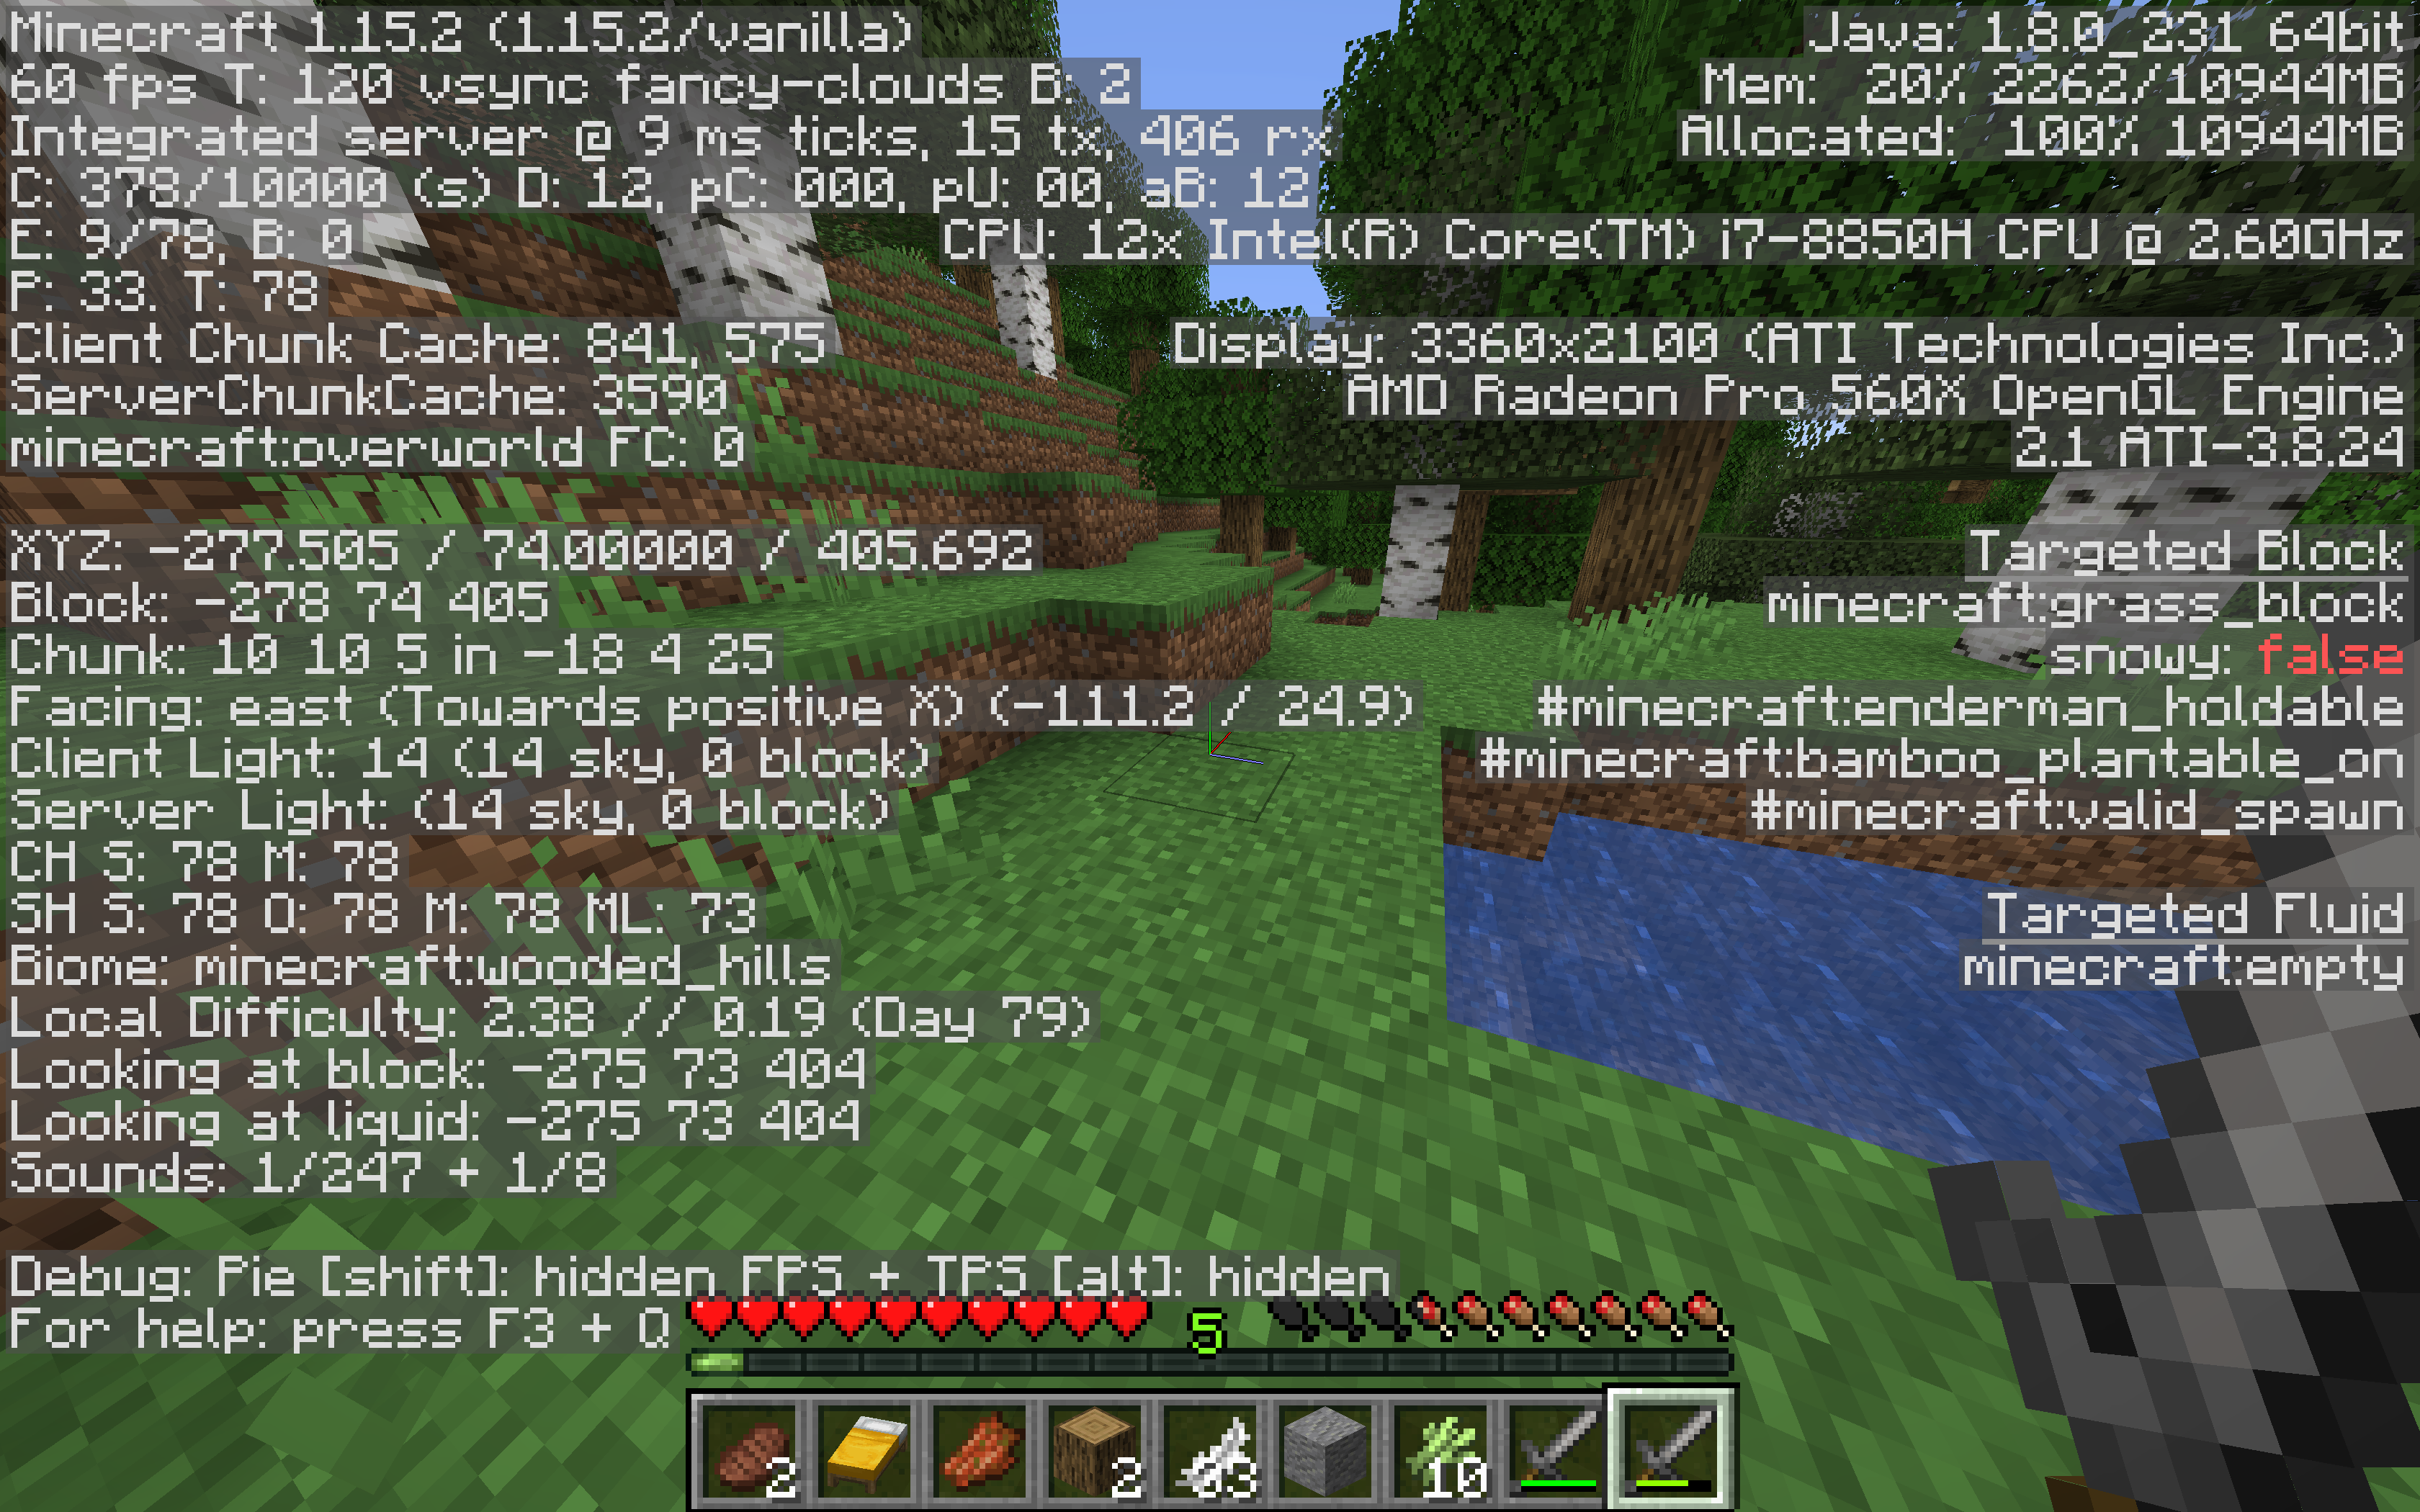 Minecraft 1.15.2 (1.15.2/vanilla)
60 fps T: 120 vsync fancy-clouds B: 2
Integrated server @ 9 ms ticks, 15 tx, 406 rx
C: 378/10000 (s) D: 12, pC: 000, pU: 00, aB: 12
E: 9/78, B: 0
P: 33. T: 78
Client Chunk Cache: 841, 575
ServerChunkCache: 3590
minecraft:overworld FC: 0
XYZ: -277.505 / 74.00000 / 405.692
Block: -278 74 405
Chunk: 10 10 5 in -18 4 25
Facing: east (Towards positive X) (-111.2 / 24.9)
Client Light: 14 (14 sky, 0 block)
Server Light: (14 sky, 0 block)
CH S: 78 M: 78
SH S: 78 O: 78 M: 78 ML: 73
Biome: minecraft:wooded_hills
Local Difficulty: 2.38 // 0.19 (Day 79)
Looking at block: -275 73 404
Looking at liquid: -275 73 404
Sounds: 1/247 + 1/8
Debug: Pie [shift]: hidden FPS + TPS [alt]: hidden
For help: press F3 + Q
Java: 1.8.0_231 64bit
Mem: 20% 2262/10944MB
Allocated: 100% 10944MB
CPU: 12x Intel(R) Core(TM) i7-8850H CPU @ 2.60GHz
Display: 3360x2100 (ATI Technologies Inc.)
AMD Radeon Pro 560X OpenGL Engine
2.1 ATI-3.8.24
Targeted Block
minecraft:grass_block
snowy: false
#minecraft:enderman_holdable
#minecraft:bamboo_plantable_on
#minecraft:valid_spawn
Targeted Fluid
minecraft:empty
5
2 2 63 10